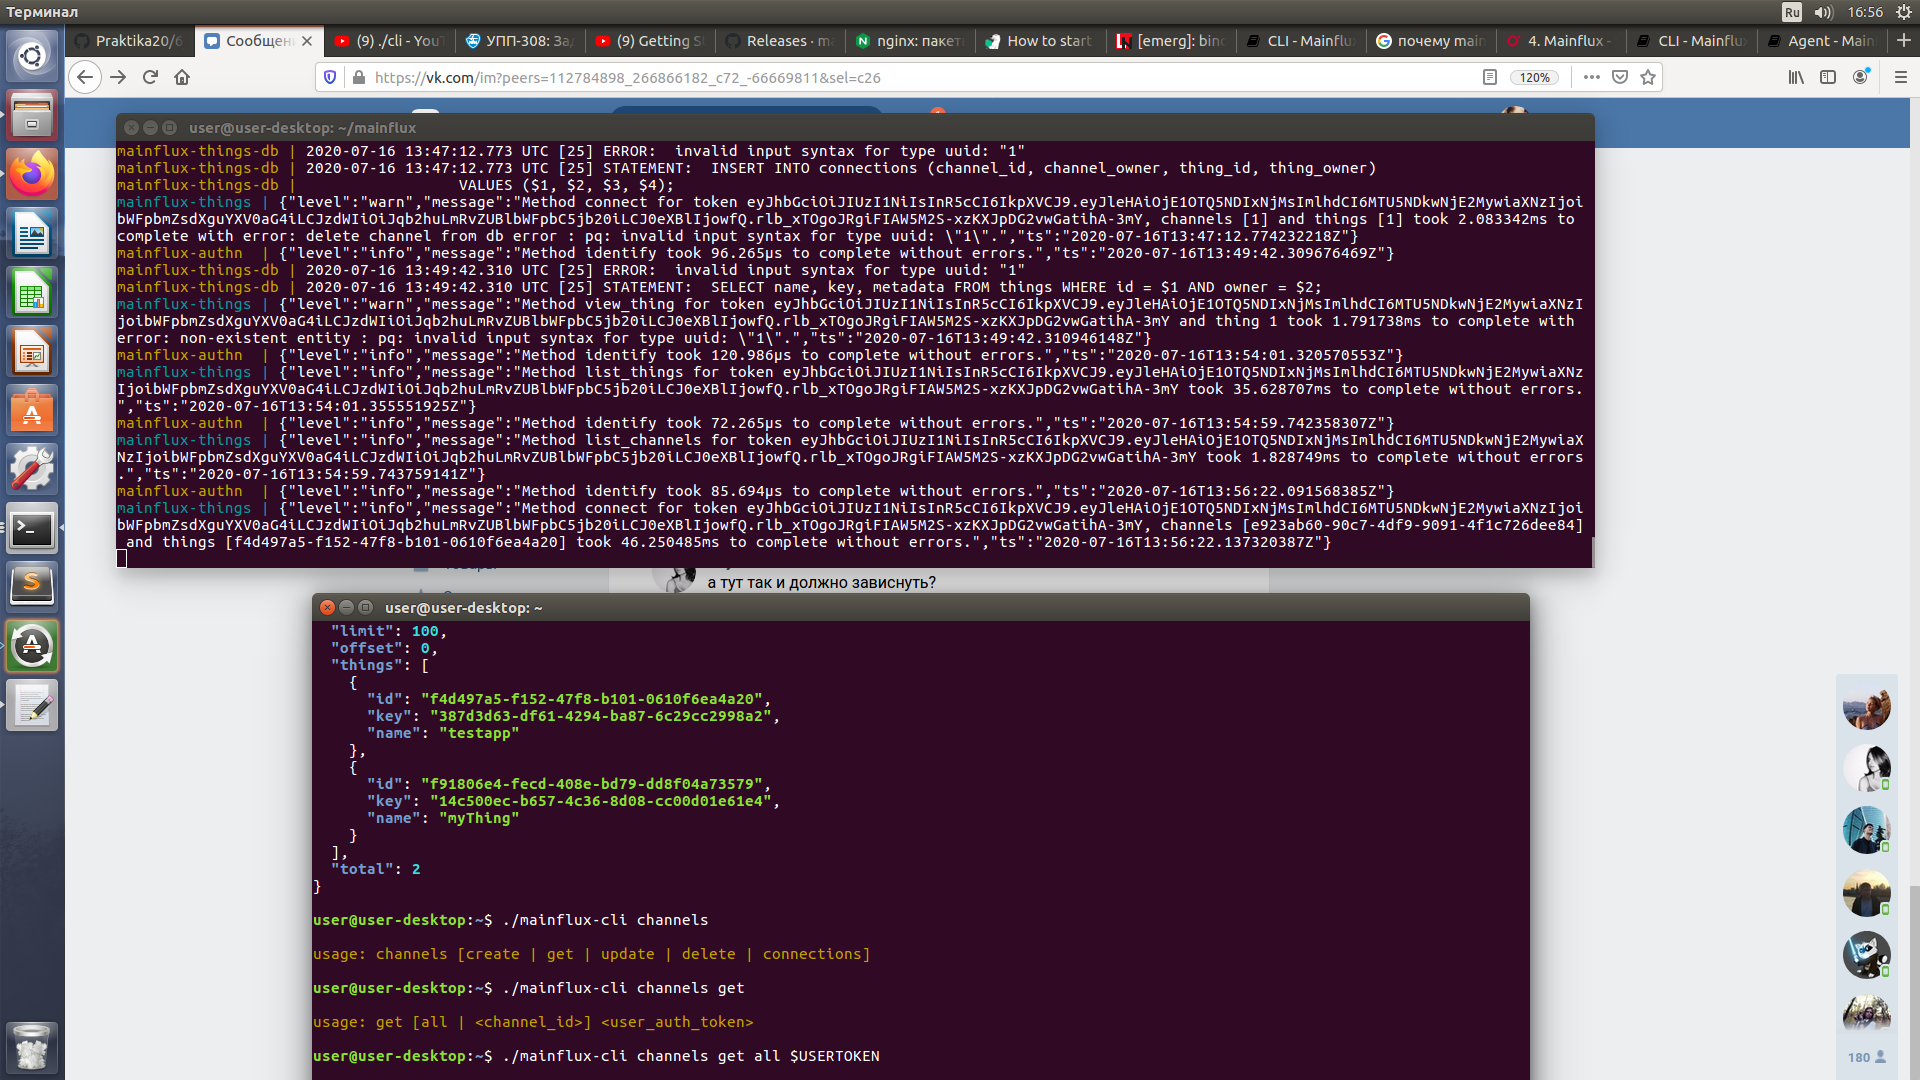 Терминал
Ru
16:56
Praktika20/6
Сообщен
(9) ./cli - YouT
УПП-308: За
(9) Getting S
Releases · ma
nginx: пакет
How to start
[emerg]: bind
CLI - Mainflu
почему main
4. Mainflux -
CLI - Mainflu
Agent - Main
https://vk.com/im?peers=112784898_266866182_c72_-66669811&sel=c26
120%
user@user-desktop: ~/mainflux
mainflux-things-db | 2020-07-16 13:47:12.773 UTC [25] ERROR:  invalid input syntax for type uuid: "1"
mainflux-things-db | 2020-07-16 13:47:12.773 UTC [25] STATEMENT:  INSERT INTO connections (channel_id, channel_owner, thing_id, thing_owner)
mainflux-things-db |                  VALUES ($1, $2, $3, $4);
mainflux-things | {"level":"warn","message":"Method connect for token eyJhbGciOiJIUzI1NiIsInR5cCI6IkpXVCJ9.eyJleHAiOjE1OTQ5NDIxNjMsImlhdCI6MTU5NDkwNjE2MywiaXNzIjoi
bWFpbmZsdXguYXV0aG4iLCJzdWIiOiJqb2huLmRvZUBlbWFpbC5jb20iLCJ0eXBlIjowfQ.rlb_xTOgoJRgiFIAW5M2S-xzKXJpDG2vwGatihA-3mY, channels [1] and things [1] took 2.083342ms to
complete with error: delete channel from db error : pq: invalid input syntax for type uuid: \"1\".","ts":"2020-07-16T13:47:12.774232218Z"}
mainflux-authn  | {"level":"info","message":"Method identify took 96.265µs to complete without errors.","ts":"2020-07-16T13:49:42.309676469Z"}
mainflux-things-db | 2020-07-16 13:49:42.310 UTC [25] ERROR:  invalid input syntax for type uuid: "1"
mainflux-things-db | 2020-07-16 13:49:42.310 UTC [25] STATEMENT:  SELECT name, key, metadata FROM things WHERE id = $1 AND owner = $2;
mainflux-things | {"level":"warn","message":"Method view_thing for token eyJhbGciOiJIUzI1NiIsInR5cCI6IkpXVCJ9.eyJleHAiOjE1OTQ5NDIxNjMsImlhdCI6MTU5NDkwNjE2MywiaXNzI
joibWFpbmZsdXguYXV0aG4iLCJzdWIiOiJqb2huLmRvZUBlbWFpbC5jb20iLCJ0eXBlIjowfQ.rlb_xTOgoJRgiFIAW5M2S-xzKXJpDG2vwGatihA-3mY and thing 1 took 1.791738ms to complete with
error: non-existent entity : pq: invalid input syntax for type uuid: \"1\".","ts":"2020-07-16T13:49:42.310946148Z"}
mainflux-authn  | {"level":"info","message":"Method identify took 120.986µs to complete without errors.","ts":"2020-07-16T13:54:01.320570553Z"}
mainflux-things | {"level":"info","message":"Method list_things for token eyJhbGciOiJIUzI1NiIsInR5cCI6IkpXVCJ9.eyJleHAiOjE1OTQ5NDIxNjMsImlhdCI6MTU5NDkwNjE2MywiaXNz
IjoibWFpbmZsdXguYXV0aG4iLCJzdWIiOiJqb2huLmRvZUBlbWFpbC5jb20iLCJ0eXBlIjowfQ.rlb_xTOgoJRgiFIAW5M2S-xzKXJpDG2vwGatihA-3mY took 35.628707ms to complete without errors.
","ts":"2020-07-16T13:54:01.355551925Z"}
mainflux-authn  | {"level":"info","message":"Method identify took 72.265µs to complete without errors.","ts":"2020-07-16T13:54:59.742358307Z"}
mainflux-things | {"level":"info","message":"Method list_channels for token eyJhbGciOiJIUzI1NiIsInR5cCI6IkpXVCJ9.eyJleHAiOjE1OTQ5NDIxNjMsImlhdCI6MTU5NDkwNjE2MywiaX
NzIjoibWFpbmZsdXguYXV0aG4iLCJzdWIiOiJqb2huLmRvZUBlbWFpbC5jb20iLCJ0eXBlIjowfQ.rlb_xTOgoJRgiFIAW5M2S-xzKXJpDG2vwGatihA-3mY took 1.828749ms to complete without errors
.","ts":"2020-07-16T13:54:59.743759141Z"}
mainflux-authn  | {"level":"info","message":"Method identify took 85.694µs to complete without errors.","ts":"2020-07-16T13:56:22.091568385Z"}
mainflux-things | {"level":"info","message":"Method connect for token eyJhbGciOiJIUzI1NiIsInR5cCI6IkpXVCJ9.eyJleHAiOjE1OTQ5NDIxNjMsImlhdCI6MTU5NDkwNjE2MywiaXNzIjoi
bWFpbmZsdXguYXV0aG4iLCJzdWIiOiJqb2huLmRvZUBlbWFpbC5jb20iLCJ0eXBlIjowfQ.rlb_xTOgoJRgiFIAW5M2S-xzKXJpDG2vwGatihA-3mY, channels [e923ab60-90c7-4df9-9091-4f1c726dee84]
 and things [f4d497a5-f152-47f8-b101-0610f6ea4a20] took 46.250485ms to complete without errors.","ts":"2020-07-16T13:56:22.137320387Z"}
а тут так и должно зависнуть?
user@user-desktop: ~
"limit": 100,
"offset": 0,
"things": [
{
"id": "f4d497a5-f152-47f8-b101-0610f6ea4a20",
"key": "387d3d63-df61-4294-ba87-6c29cc2998a2",
"name": "testapp"
},
{
"id": "f91806e4-fecd-408e-bd79-dd8f04a73579",
"key": "14c500ec-b657-4c36-8d08-cc00d01e61e4",
"name": "myThing"
}
],
"total": 2
}
user@user-desktop:~$ ./mainflux-cli channels
usage: channels [create | get | update | delete | connections]
user@user-desktop:~$ ./mainflux-cli channels get
usage: get [all | <channel_id>] <user_auth_token>
user@user-desktop:~$ ./mainflux-cli channels get all $USERTOKEN
180